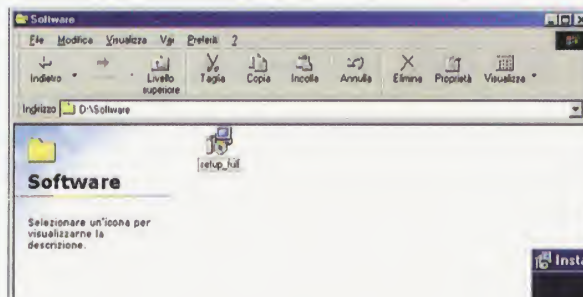 Software
File Modifica Visualizza Vai Preferiti ?
Indietro Livello superiore Taglia Copia Incolla Annulla Elimina Proprietà Visualizza
Indirizzo D:\Software
setup_full
Software
Selezionare un'icona per
visualizzarne la
descrizione.
Insta